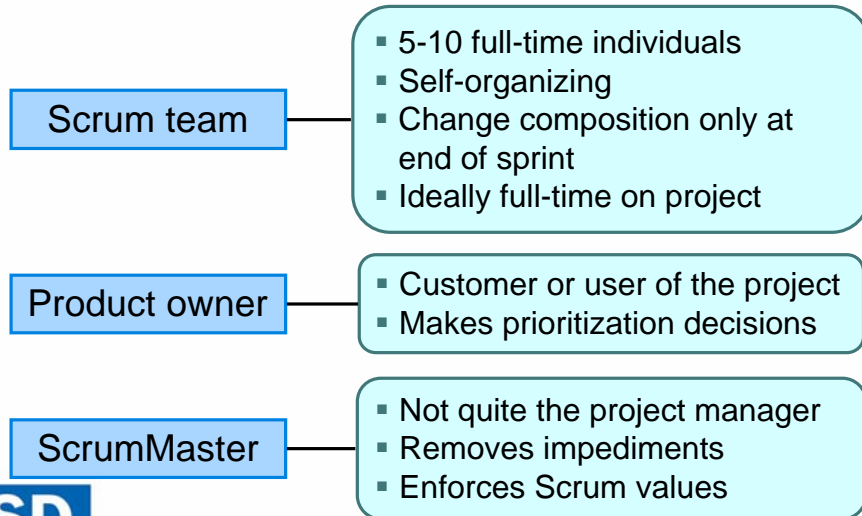 Scrum team
▪ 5-10 full-time individuals
▪ Self-organizing
▪ Change composition only at
end of sprint
▪ Ideally full-time on project
Product owner
▪ Customer or user of the project
▪ Makes prioritization decisions
ScrumMaster
▪ Not quite the project manager
▪ Removes impediments
▪ Enforces Scrum values